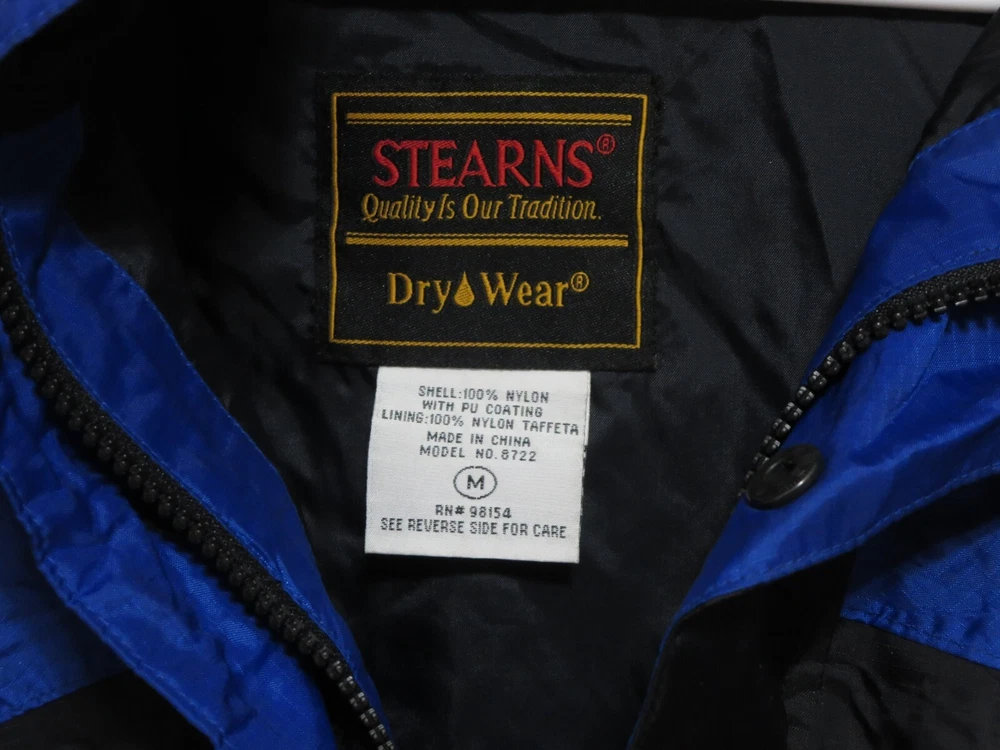 STEARNS®
Quality Is Our Tradition.
Dry Wear®
SHELL:100% NYLON
WITH PU COATING
LINING:100% NYLON TAFFETA
MADE IN CHINA
MODEL NO.8722
M
RN# 98154
SEE REVERSE SIDE FOR CARE